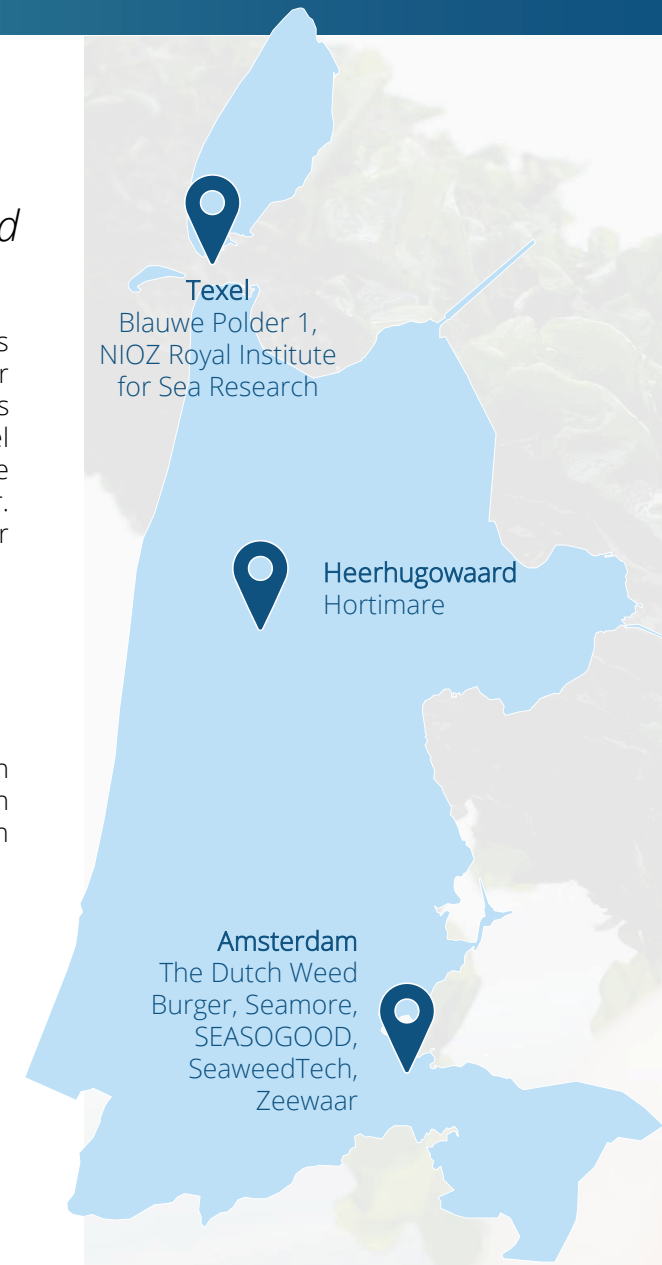 Texel
Blauwe Polder 1,
NIOZ Royal Institute
for Sea Research
Heerhugowaard
Hortimare
Amsterdam
The Dutch Weed
Burger, Seamore,
SEASOGOOD,
SeaweedTech,
Zeewaar